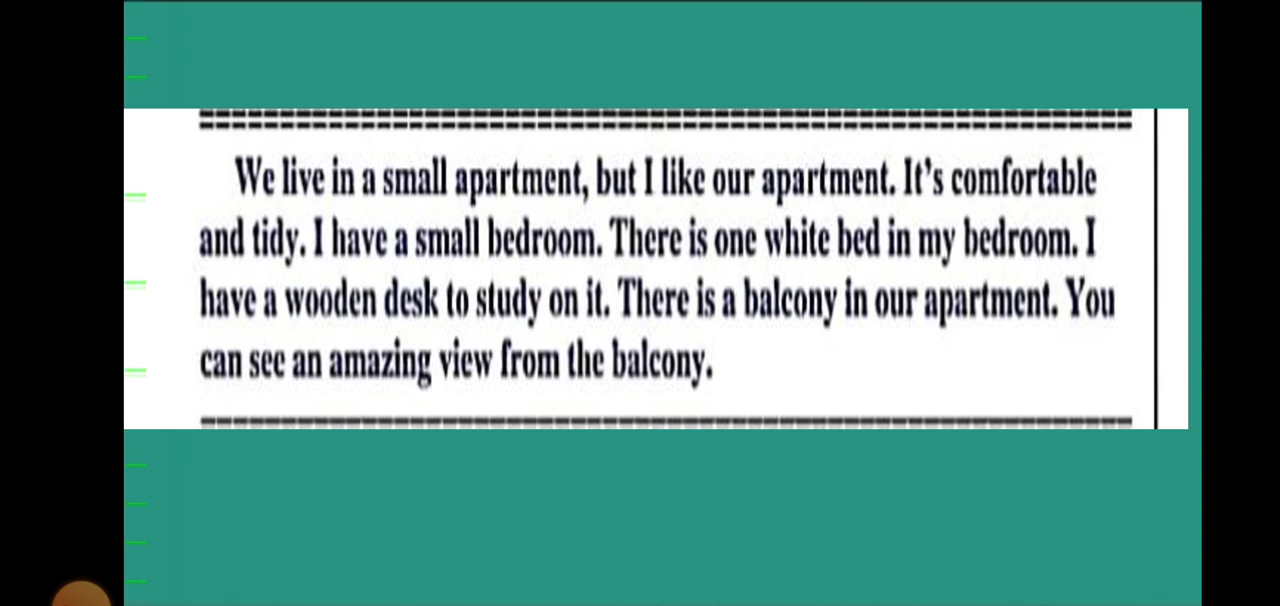 We live in a small apartment, but I like our apartment. It's comfortable
and tidy. I have a small bedroom. There is one white bed in my bedroom. I
have a wooden desk to study on it. There is a balcony in our apartment. You
can see an amazing view from the balcony.